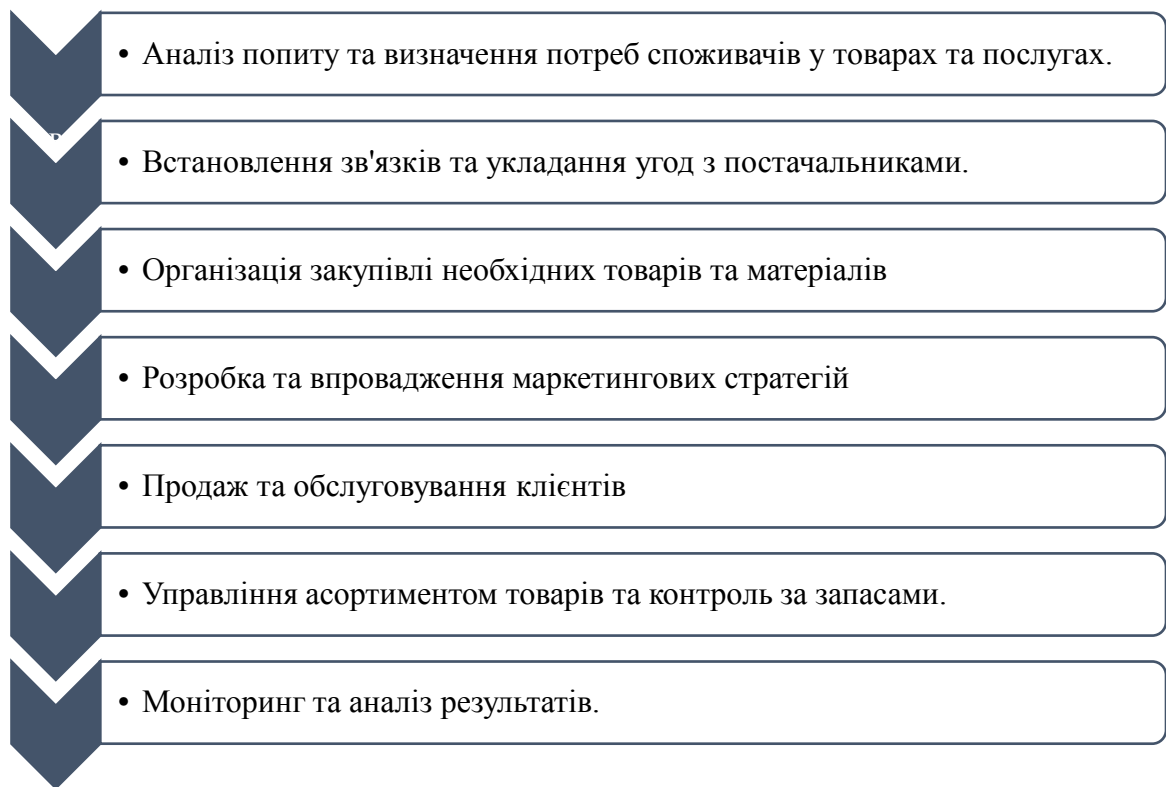 • Аналіз попиту та визначення потреб споживачів у товарах та послугах.
• Встановлення зв'язків та укладання угод з постачальниками.
• Організація закупівлі необхідних товарів та матеріалів
• Розробка та впровадження маркетингових стратегій
• Продаж та обслуговування клієнтів
• Управління асортиментом товарів та контроль за запасами.
• Моніторинг та аналіз результатів.